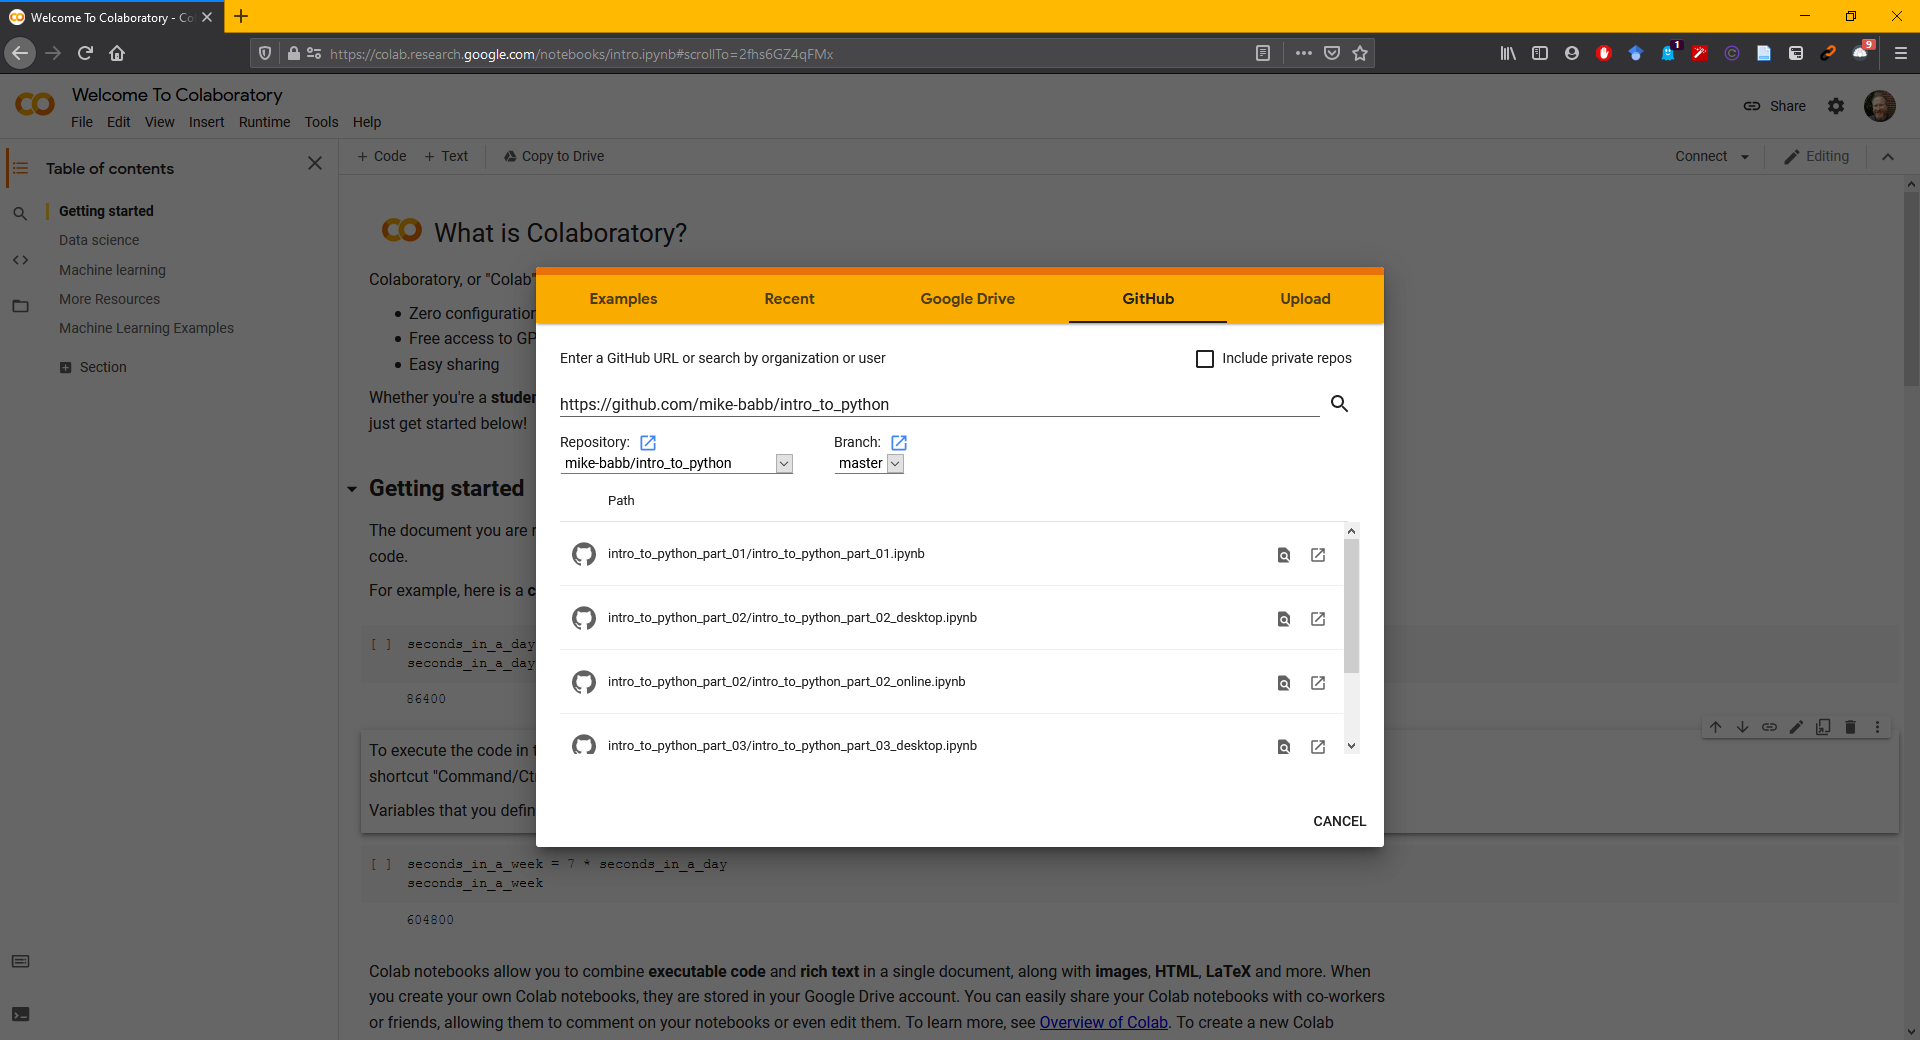 Welcome To Colaboratory - Co
https://colab.research.google.com/notebooks/intro.ipynb#scrollTo=2fhs6GZ4qFMx
1
9
Welcome To Colaboratory
File Edit View Insert Runtime Tools Help
Share
Table of contents
+ Code + Text Copy to Drive
Connect Editing
Getting started
Data science
Machine learning
More Resources
Machine Learning Examples
Section
What is Colaboratory?
Colaboratory, or "Colab"
Zero configuration
Free access to GP
Easy sharing
Whether you're a studen
just get started below!
Getting started
The document you are r
code.
For example, here is a c
[ ] seconds_in_a_day
seconds_in_a_day
86400
To execute the code in t
shortcut "Command/Ct
Variables that you defin
Examples Recent Google Drive GitHub Upload
Enter a GitHub URL or search by organization or user
Include private repos
https://github.com/mike-babb/intro_to_python
Repository: Branch:
mike-babb/intro_to_python master
Path
intro_to_python_part_01/intro_to_python_part_01.ipynb
intro_to_python_part_02/intro_to_python_part_02_desktop.ipynb
intro_to_python_part_02/intro_to_python_part_02_online.ipynb
intro_to_python_part_03/intro_to_python_part_03_desktop.ipynb
CANCEL
[ ] seconds_in_a_week = 7 * seconds_in_a_day
seconds_in_a_week
604800
Colab notebooks allow you to combine executable code and rich text in a single document, along with images, HTML, LaTeX and more. When
you create your own Colab notebooks, they are stored in your Google Drive account. You can easily share your Colab notebooks with co-workers
or friends, allowing them to comment on your notebooks or even edit them. To learn more, see Overview of Colab. To create a new Colab